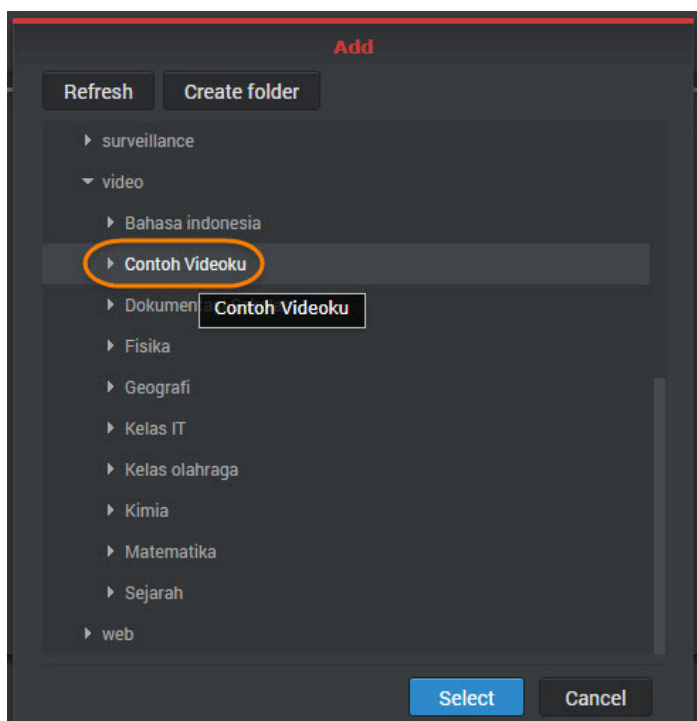 Add
Refresh Create folder
surveillance
video
Bahasa indonesia
Contoh Videoku
Contoh Videoku
Fisika
Geografi
Kelas IT
Kelas olahraga
Kimia
Matematika
Sejarah
web
Select Cancel